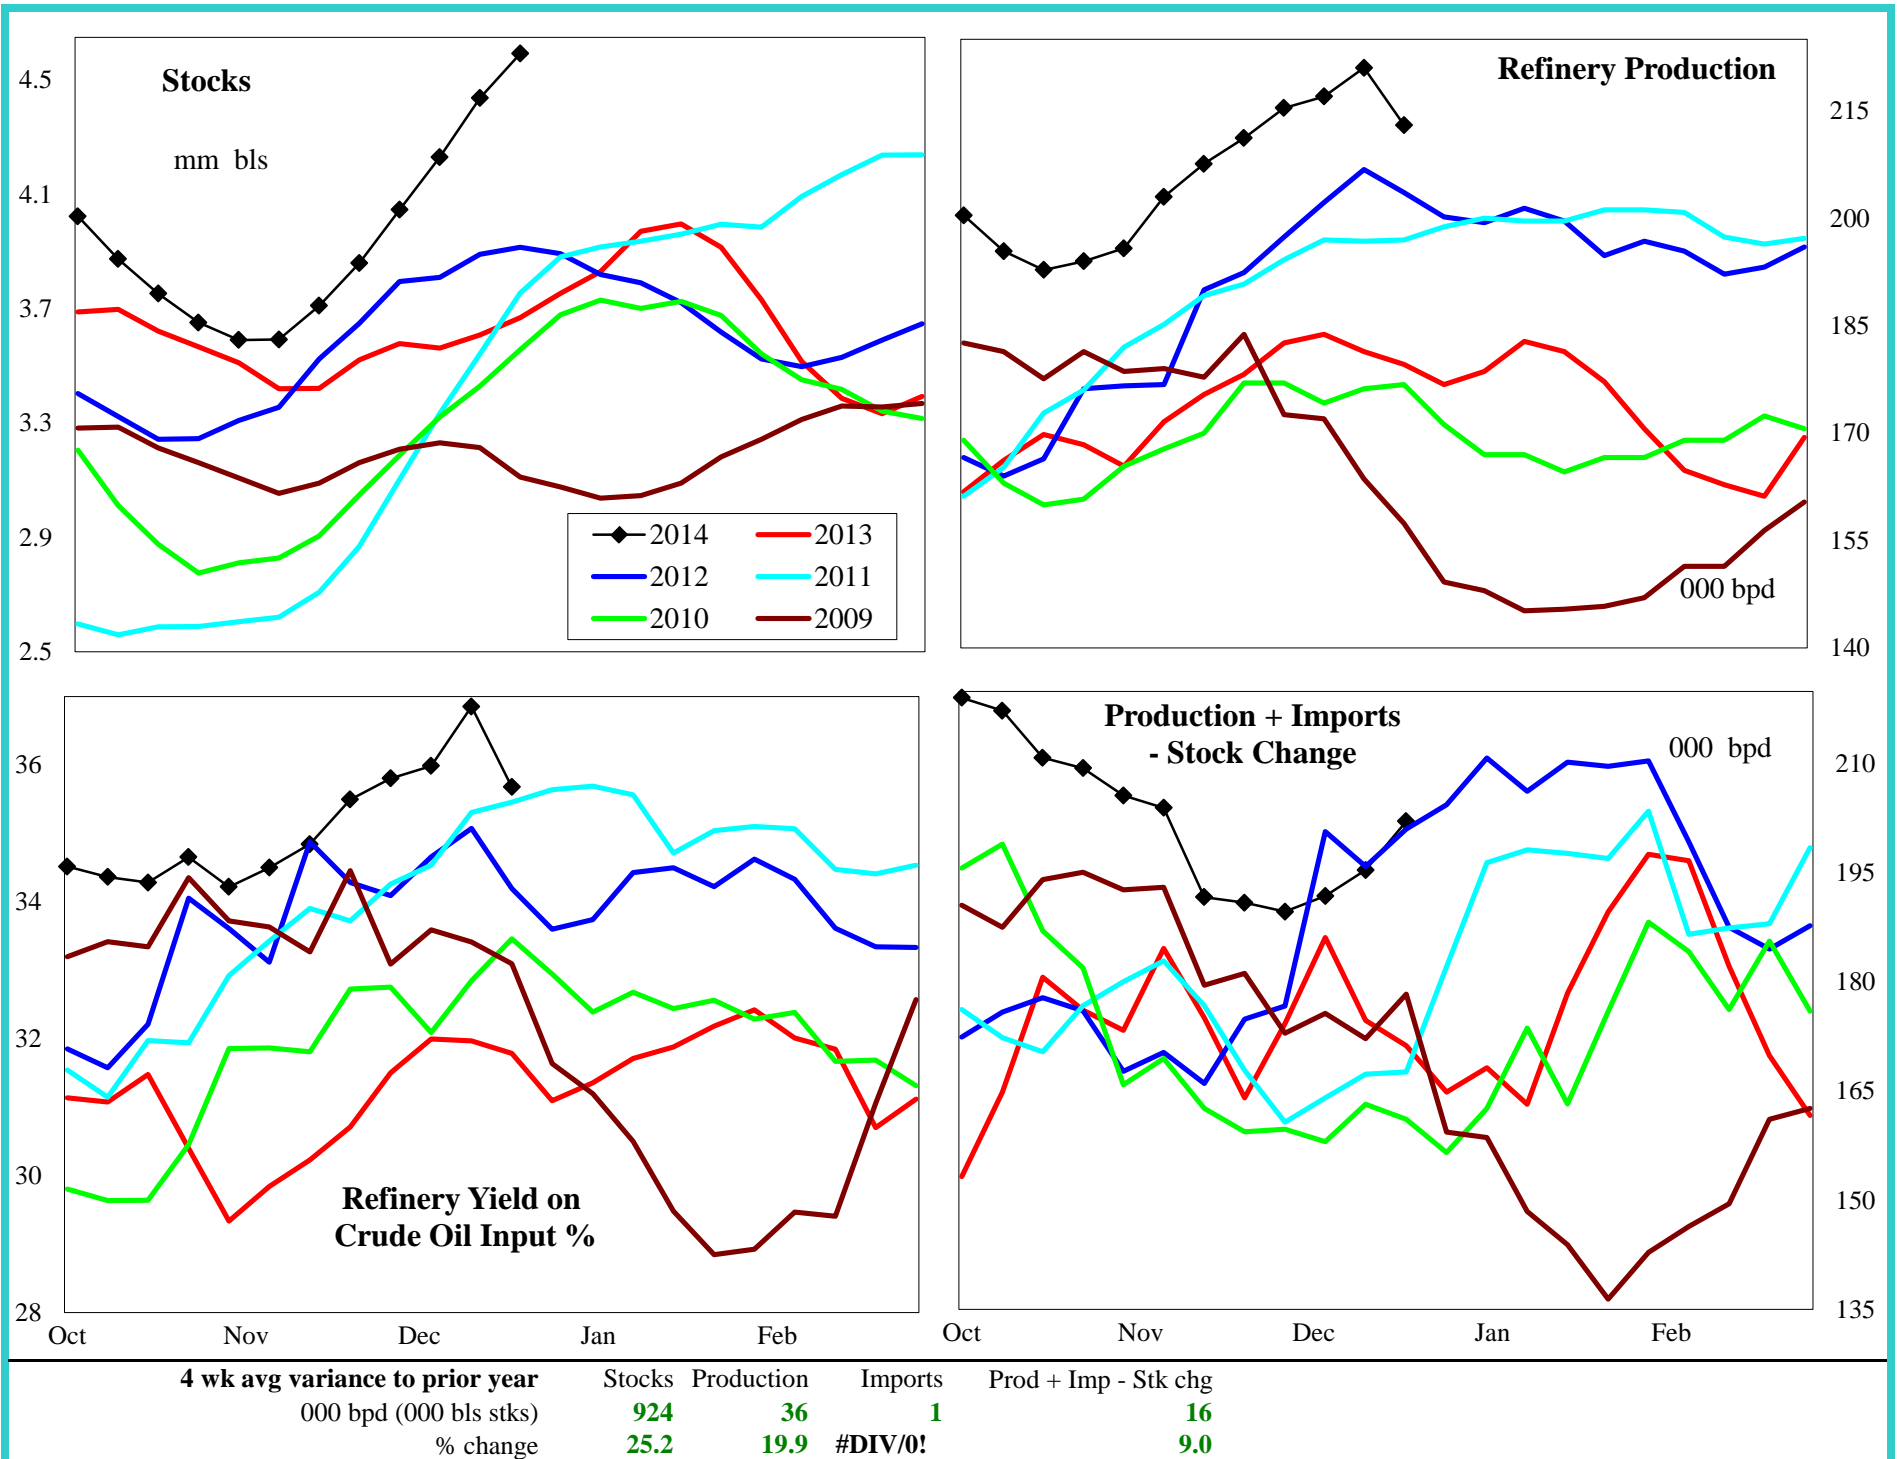 Stocks
mm bls
4.5
4.1
3.7
3.3
2.9
2.5
2014
2013
2012
2011
2010
2009
Refinery Production
000 bpd
215
200
185
170
155
140
36
34
32
30
28
Refinery Yield on
Crude Oil Input %
Oct Nov Dec Jan Feb
Production + Imports
- Stock Change
000 bpd
210
195
180
165
150
135
Oct Nov Dec Jan Feb
4 wk avg variance to prior year Stocks Production Imports Prod + Imp - Stk chg
000 bpd (000 bls stks) 924 36 1 16
% change 25.2 19.9 #DIV/0! 9.0